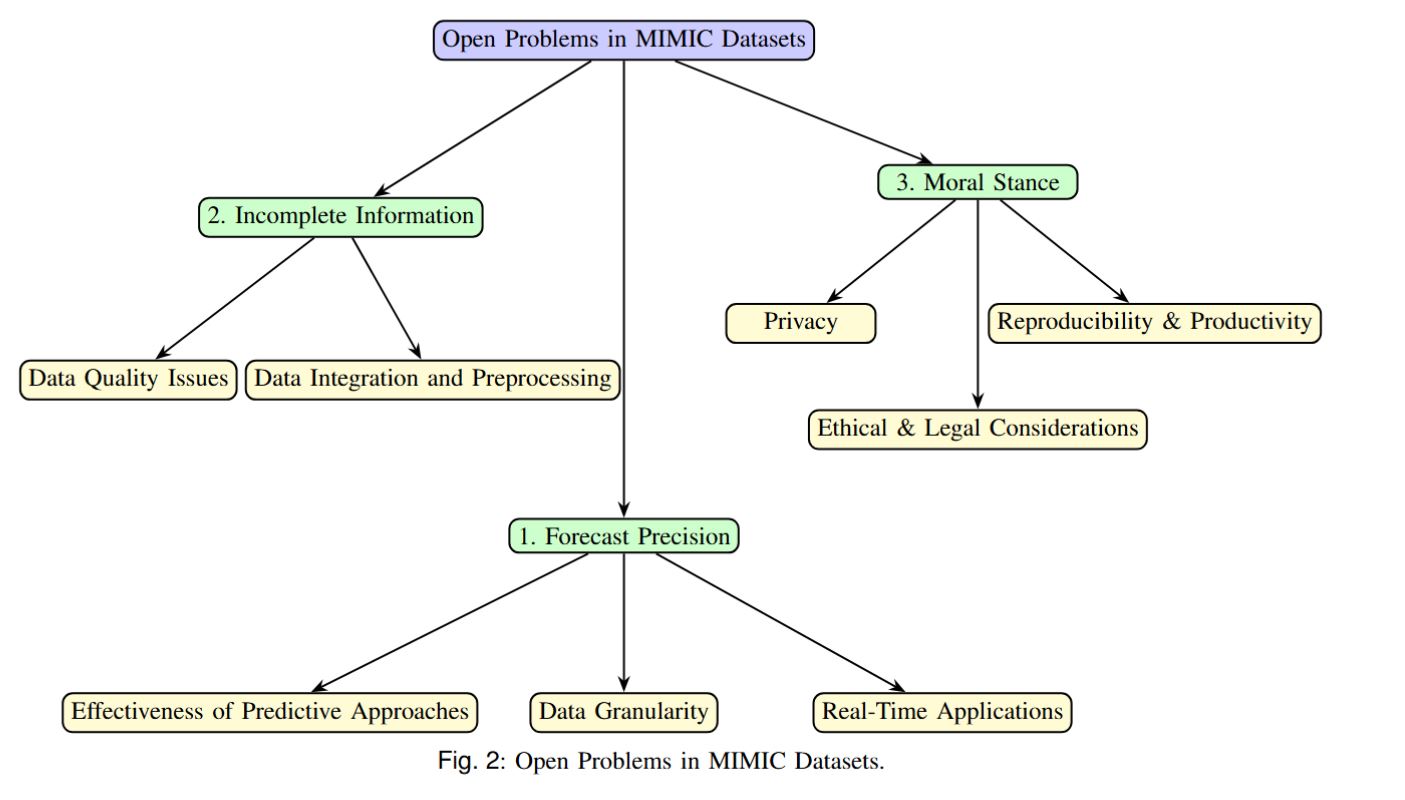 Open Problems in MIMIC Datasets
3. Moral Stance
2. Incomplete Information
Privacy
Reproducibility & Productivity
Data Quality Issues
Data Integration and Preprocessing
Ethical & Legal Considerations
1. Forecast Precision
Effectiveness of Predictive Approaches
Data Granularity
Real-Time Applications
Fig. 2: Open Problems in MIMIC Datasets.